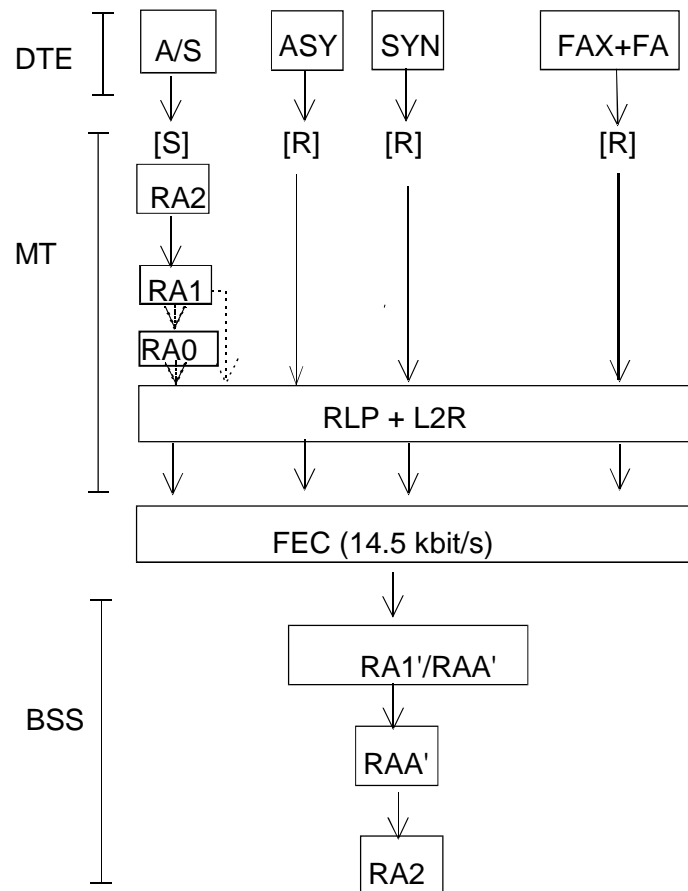 DTE A/S ASY SYN FAX+FA
[S] [R] [R] [R]
RA2
MT
RA1
RA0
RLP + L2R
FEC (14.5 kbit/s)
RA1'/RAA'
BSS
RAA'
RA2